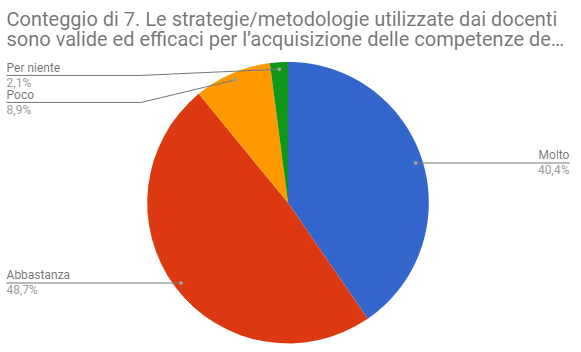 Conteggio di 7. Le strategie/metodologie utilizzate dai docenti
sono valide ed efficaci per l'acquisizione delle competenze de…
Per niente
2,1%
Poco
8,9%
Molto
40,4%
Abbastanza
48,7%